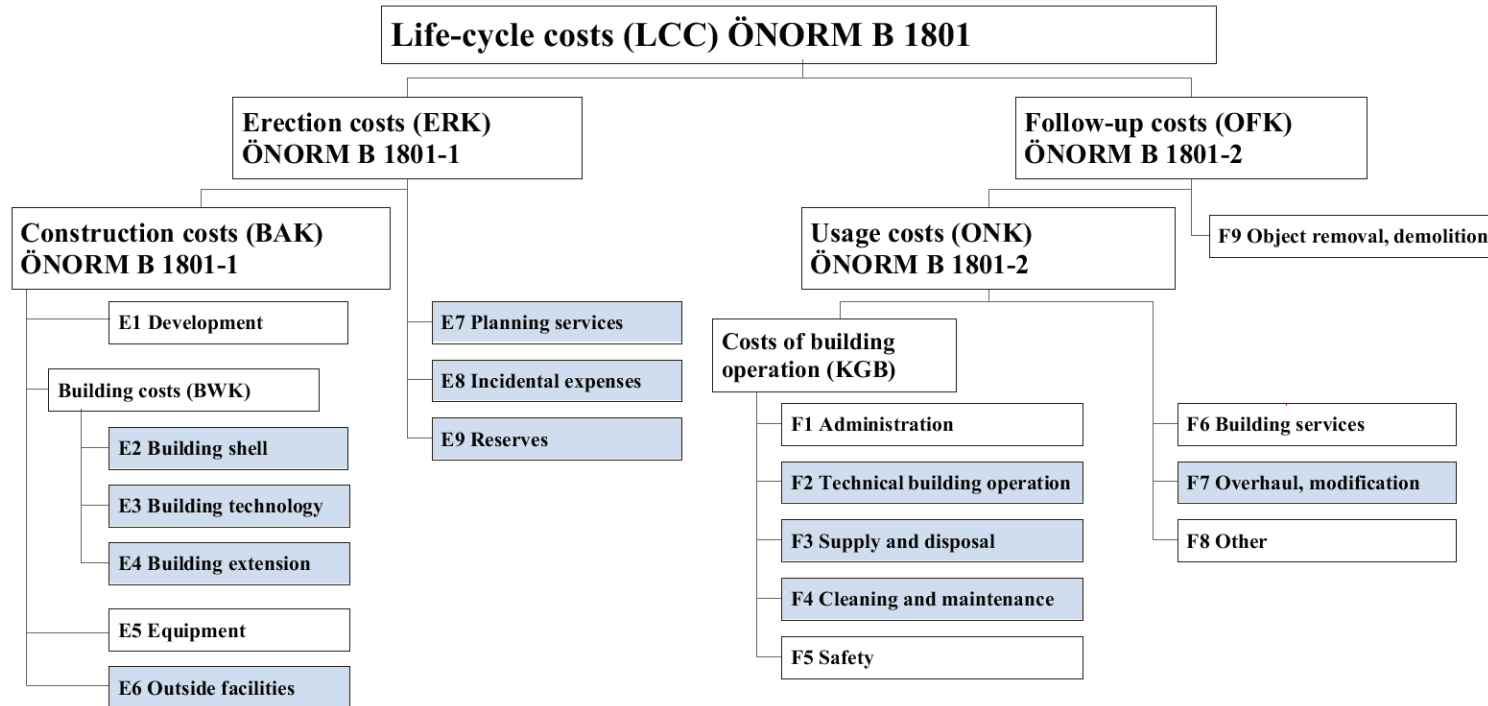 Life-cycle costs (LCC) ÖNORM B 1801
Erection costs (ERK)
ÖNORM B 1801-1
Follow-up costs (OFK)
ÖNORM B 1801-2
Construction costs (BAK)
ÖNORM B 1801-1
Usage costs (ONK)
ÖNORM B 1801-2
F9 Object removal, demolition
E1 Development
Building costs (BWK)
E2 Building shell
E3 Building technology
E4 Building extension
E5 Equipment
E6 Outside facilities
E7 Planning services
E8 Incidental expenses
E9 Reserves
Costs of building
operation (KGB)
F1 Administration
F2 Technical building operation
F3 Supply and disposal
F4 Cleaning and maintenance
F5 Safety
F6 Building services
F7 Overhaul, modification
F8 Other